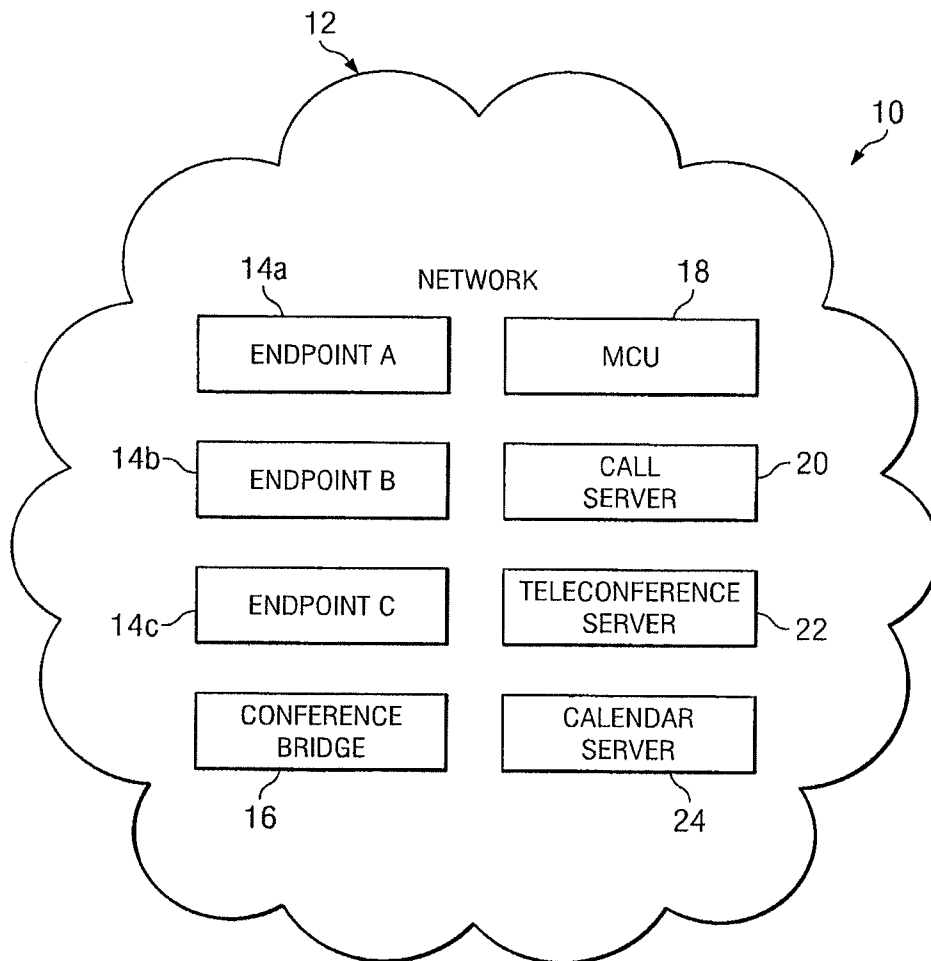 12
10
NETWORK
14a
ENDPOINT A
18
MCU
14b
ENDPOINT B
CALL
SERVER
20
ENDPOINT C
14c
TELECONFERENCE
SERVER
22
CONFERENCE
BRIDGE
16
CALENDAR
SERVER
24